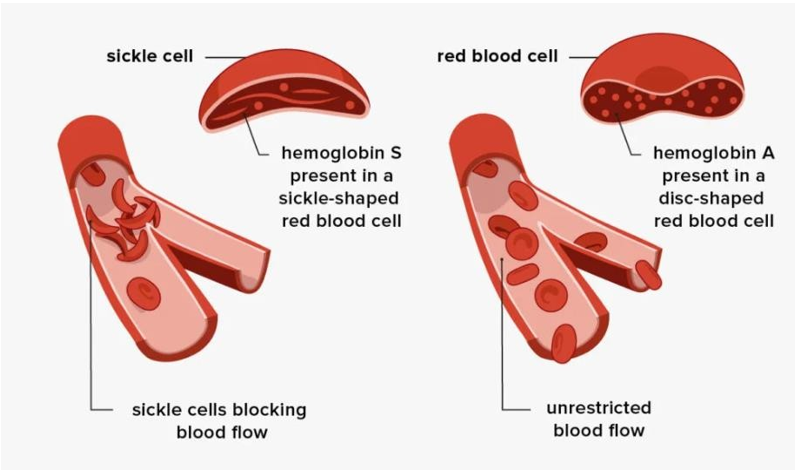 sickle cell
hemoglobin S
present in a
sickle-shaped
red blood cell
sickle cells blocking
blood flow
red blood cell
hemoglobin A
present in a
disc-shaped
red blood cell
unrestricted
blood flow